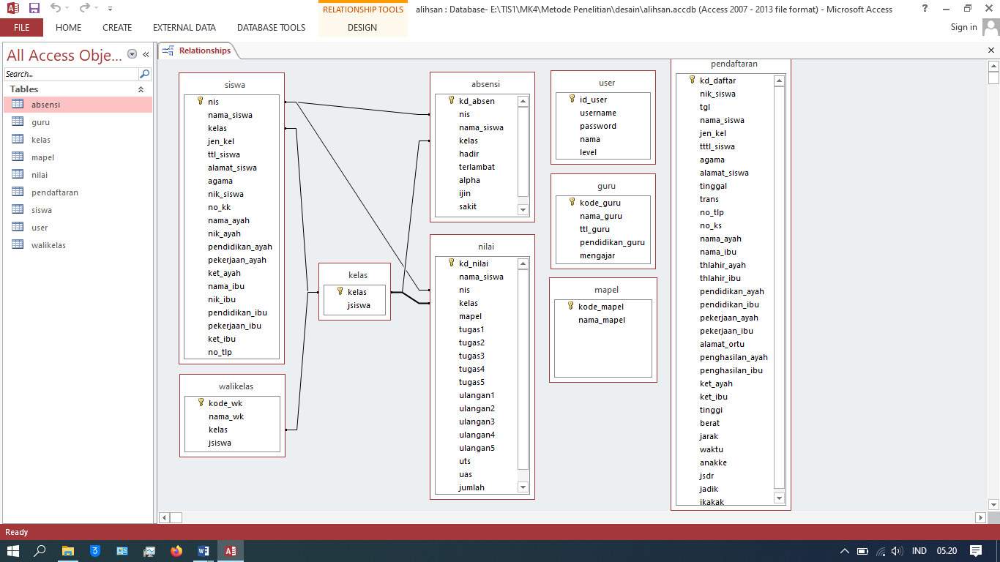 RELATIONSHIP TOOLS
alihsan : Database- E:\TIS1\MK4\Metode Penelitian\desain\alihsan.accdb (Access 2007 - 2013 file format) - Microsoft Access
FILE
HOME
CREATE
EXTERNAL DATA
DATABASE TOOLS
DESIGN
Sign in
All Access Obje...
Search...
Tables
absensi
guru
kelas
mapel
nilai
pendaftaran
siswa
user
walikelas
Relationships
siswa
nis
nama_siswa
kelas
jen_kel
ttl_siswa
alamat_siswa
agama
nik_siswa
no_kk
nama_ayah
nik_ayah
pendidikan_ayah
pekerjaan_ayah
ket_ayah
nama_ibu
nik_ibu
pendidikan_ibu
pekerjaan_ibu
ket_ibu
no_tlp
walikelas
kode_wk
nama_wk
kelas
jsiswa
kelas
kelas
jsiswa
absensi
kd_absen
nis
nama_siswa
kelas
hadir
terlambat
alpha
ijin
sakit
nilai
kd_nilai
nama_siswa
nis
kelas
mapel
tugas1
tugas2
tugas3
tugas4
tugas5
ulangan1
ulangan2
ulangan3
ulangan4
ulangan5
uts
uas
jumlah
user
id_user
username
password
nama
level
guru
kode_guru
nama_guru
ttl_guru
pendidikan_guru
mengajar
mapel
kode_mapel
nama_mapel
pendaftaran
kd_daftar
nik_siswa
tgl
nama_siswa
jen_kel
tttl_siswa
agama
alamat_siswa
tinggal
trans
no_tlp
no_ks
nama_ayah
nama_ibu
thlahir_ayah
thlahir_ibu
pendidikan_ayah
pendidikan_ibu
pekerjaan_ayah
pekerjaan_ibu
alamat_ortu
penghasilan_ayah
penghasilan_ibu
ket_ayah
ket_ibu
tinggi
berat
jarak
waktu
anakke
jsdr
jadik
jkakak
Ready
IND
05.20